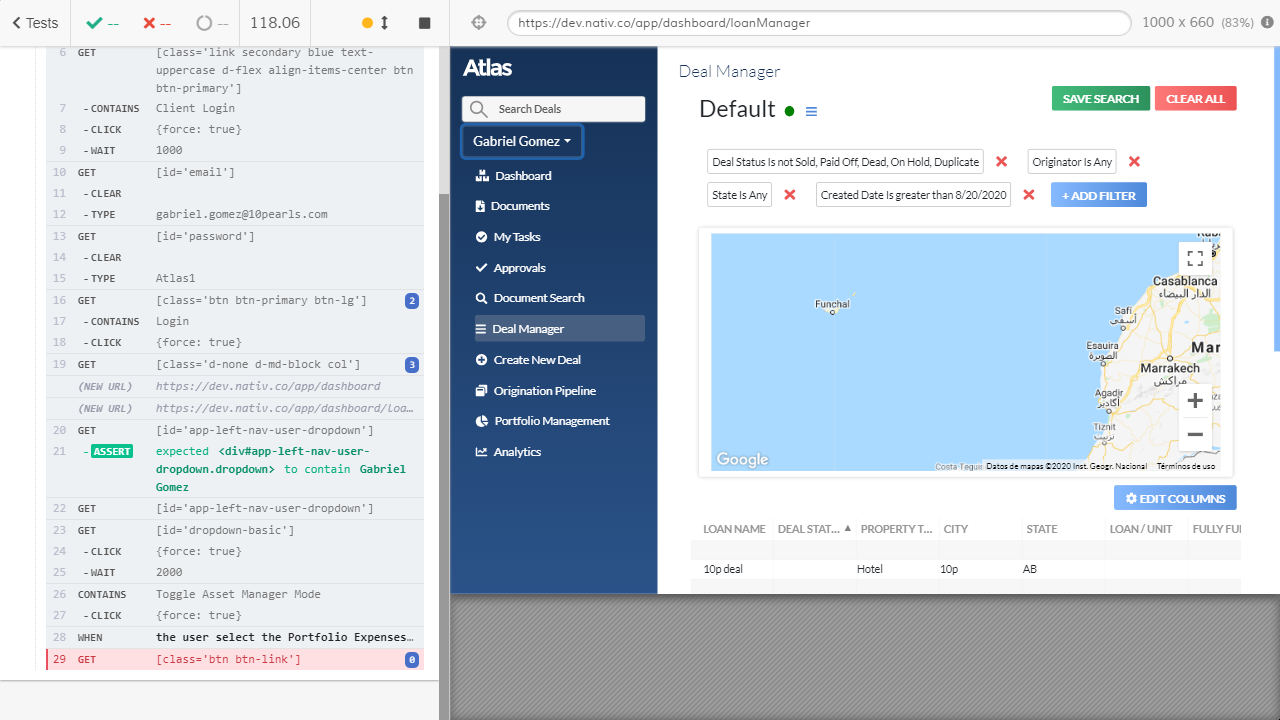 Tests
--
--
--
118.06
https://dev.nativ.co/app/dashboard/loanManager
1000 x 660 (83%)
6 GET [class='link secondary blue text-
uppercase d-flex align-items-center btn
btn-primary']
7 -CONTAINS Client Login
8 -CLICK {force: true}
9 -WAIT 1000
10 GET [id='email']
11 -CLEAR
12 -TYPE gabriel.gomez@10pearls.com
13 GET [id='password']
14 -CLEAR
15 -TYPE Atlas1
16 GET [class='btn btn-primary btn-lg'] 2
17 -CONTAINS Login
18 -CLICK {force: true}
19 GET [class='d-none d-md-block col'] 3
(NEW URL) https://dev.nativ.co/app/dashboard
(NEW URL) https://dev.nativ.co/app/dashboard/loa…
20 GET [id='app-left-nav-user-dropdown']
21 -ASSERT expected <div#app-left-nav-user-
dropdown.dropdown> to contain Gabriel
Gomez
22 GET [id='app-left-nav-user-dropdown']
23 GET [id='dropdown-basic']
24 -CLICK {force: true}
25 -WAIT 2000
26 CONTAINS Toggle Asset Manager Mode
27 -CLICK {force: true}
28 WHEN the user select the Portfolio Expenses…
29 GET [class='btn btn-link'] 0
Atlas
Search Deals
Gabriel Gomez
Dashboard
Documents
My Tasks
Approvals
Document Search
Deal Manager
Create New Deal
Origination Pipeline
Portfolio Management
Analytics
Deal Manager
Default
SAVE SEARCH
CLEAR ALL
Deal Status Is not Sold, Paid Off, Dead, On Hold, Duplicate
Originator Is Any
State Is Any
Created Date Is greater than 8/20/2020
+ ADD FILTER
Funchal
Casablanca
الدار البيضاء
Safi
آسفي
Essauira
الصويرة
Mar
Marrakech
مراكش
Agadir
أكادير
Tiznit
تزنيت
Google
Costa Teguis
Datos de mapas ©2020 Inst. Geogr. Nacional
Términos de uso
EDIT COLUMNS
LOAN NAME
DEAL STAT...
PROPERTY T...
CITY
STATE
LOAN / UNIT
FULLY FU
10p deal
Hotel
10p
AB